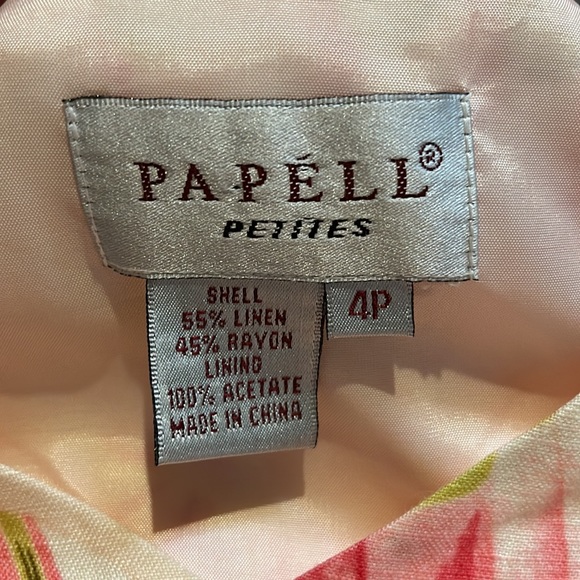 PAPÉLL®
PETITES
4P
SHELL
55% LINEN
45% RAYON
LINING
100% ACETATE
MADE IN CHINA